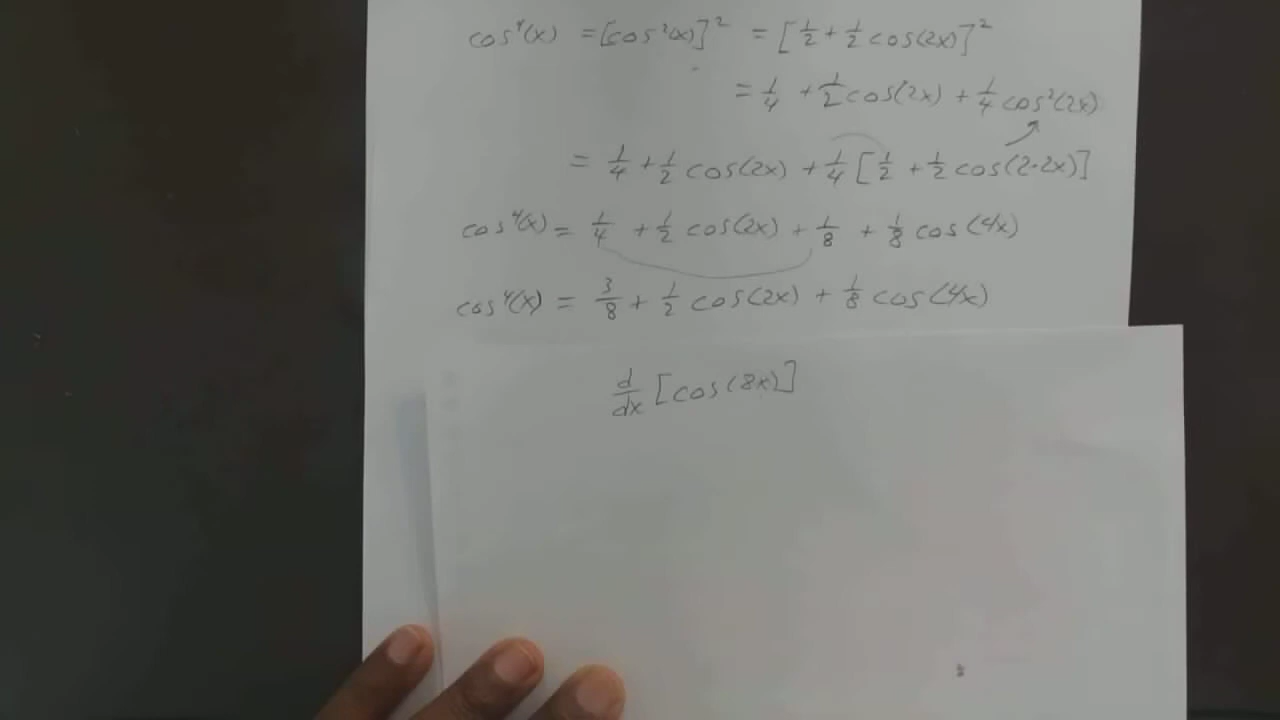 cos⁴(x) = [cos²(x)]² = [1/2 + 1/2 cos(2x)]²
= 1/4 + 1/2 cos(2x) + 1/4 cos²(2x)
= 1/4 + 1/2 cos(2x) + 1/4 [1/2 + 1/2 cos(2·2x)]
cos⁴(x) = 1/4 + 1/2 cos(2x) + 1/8 + 1/8 cos(4x)
cos⁴(x) = 3/8 + 1/2 cos(2x) + 1/8 cos(4x)
d/dx [cos(8x)]